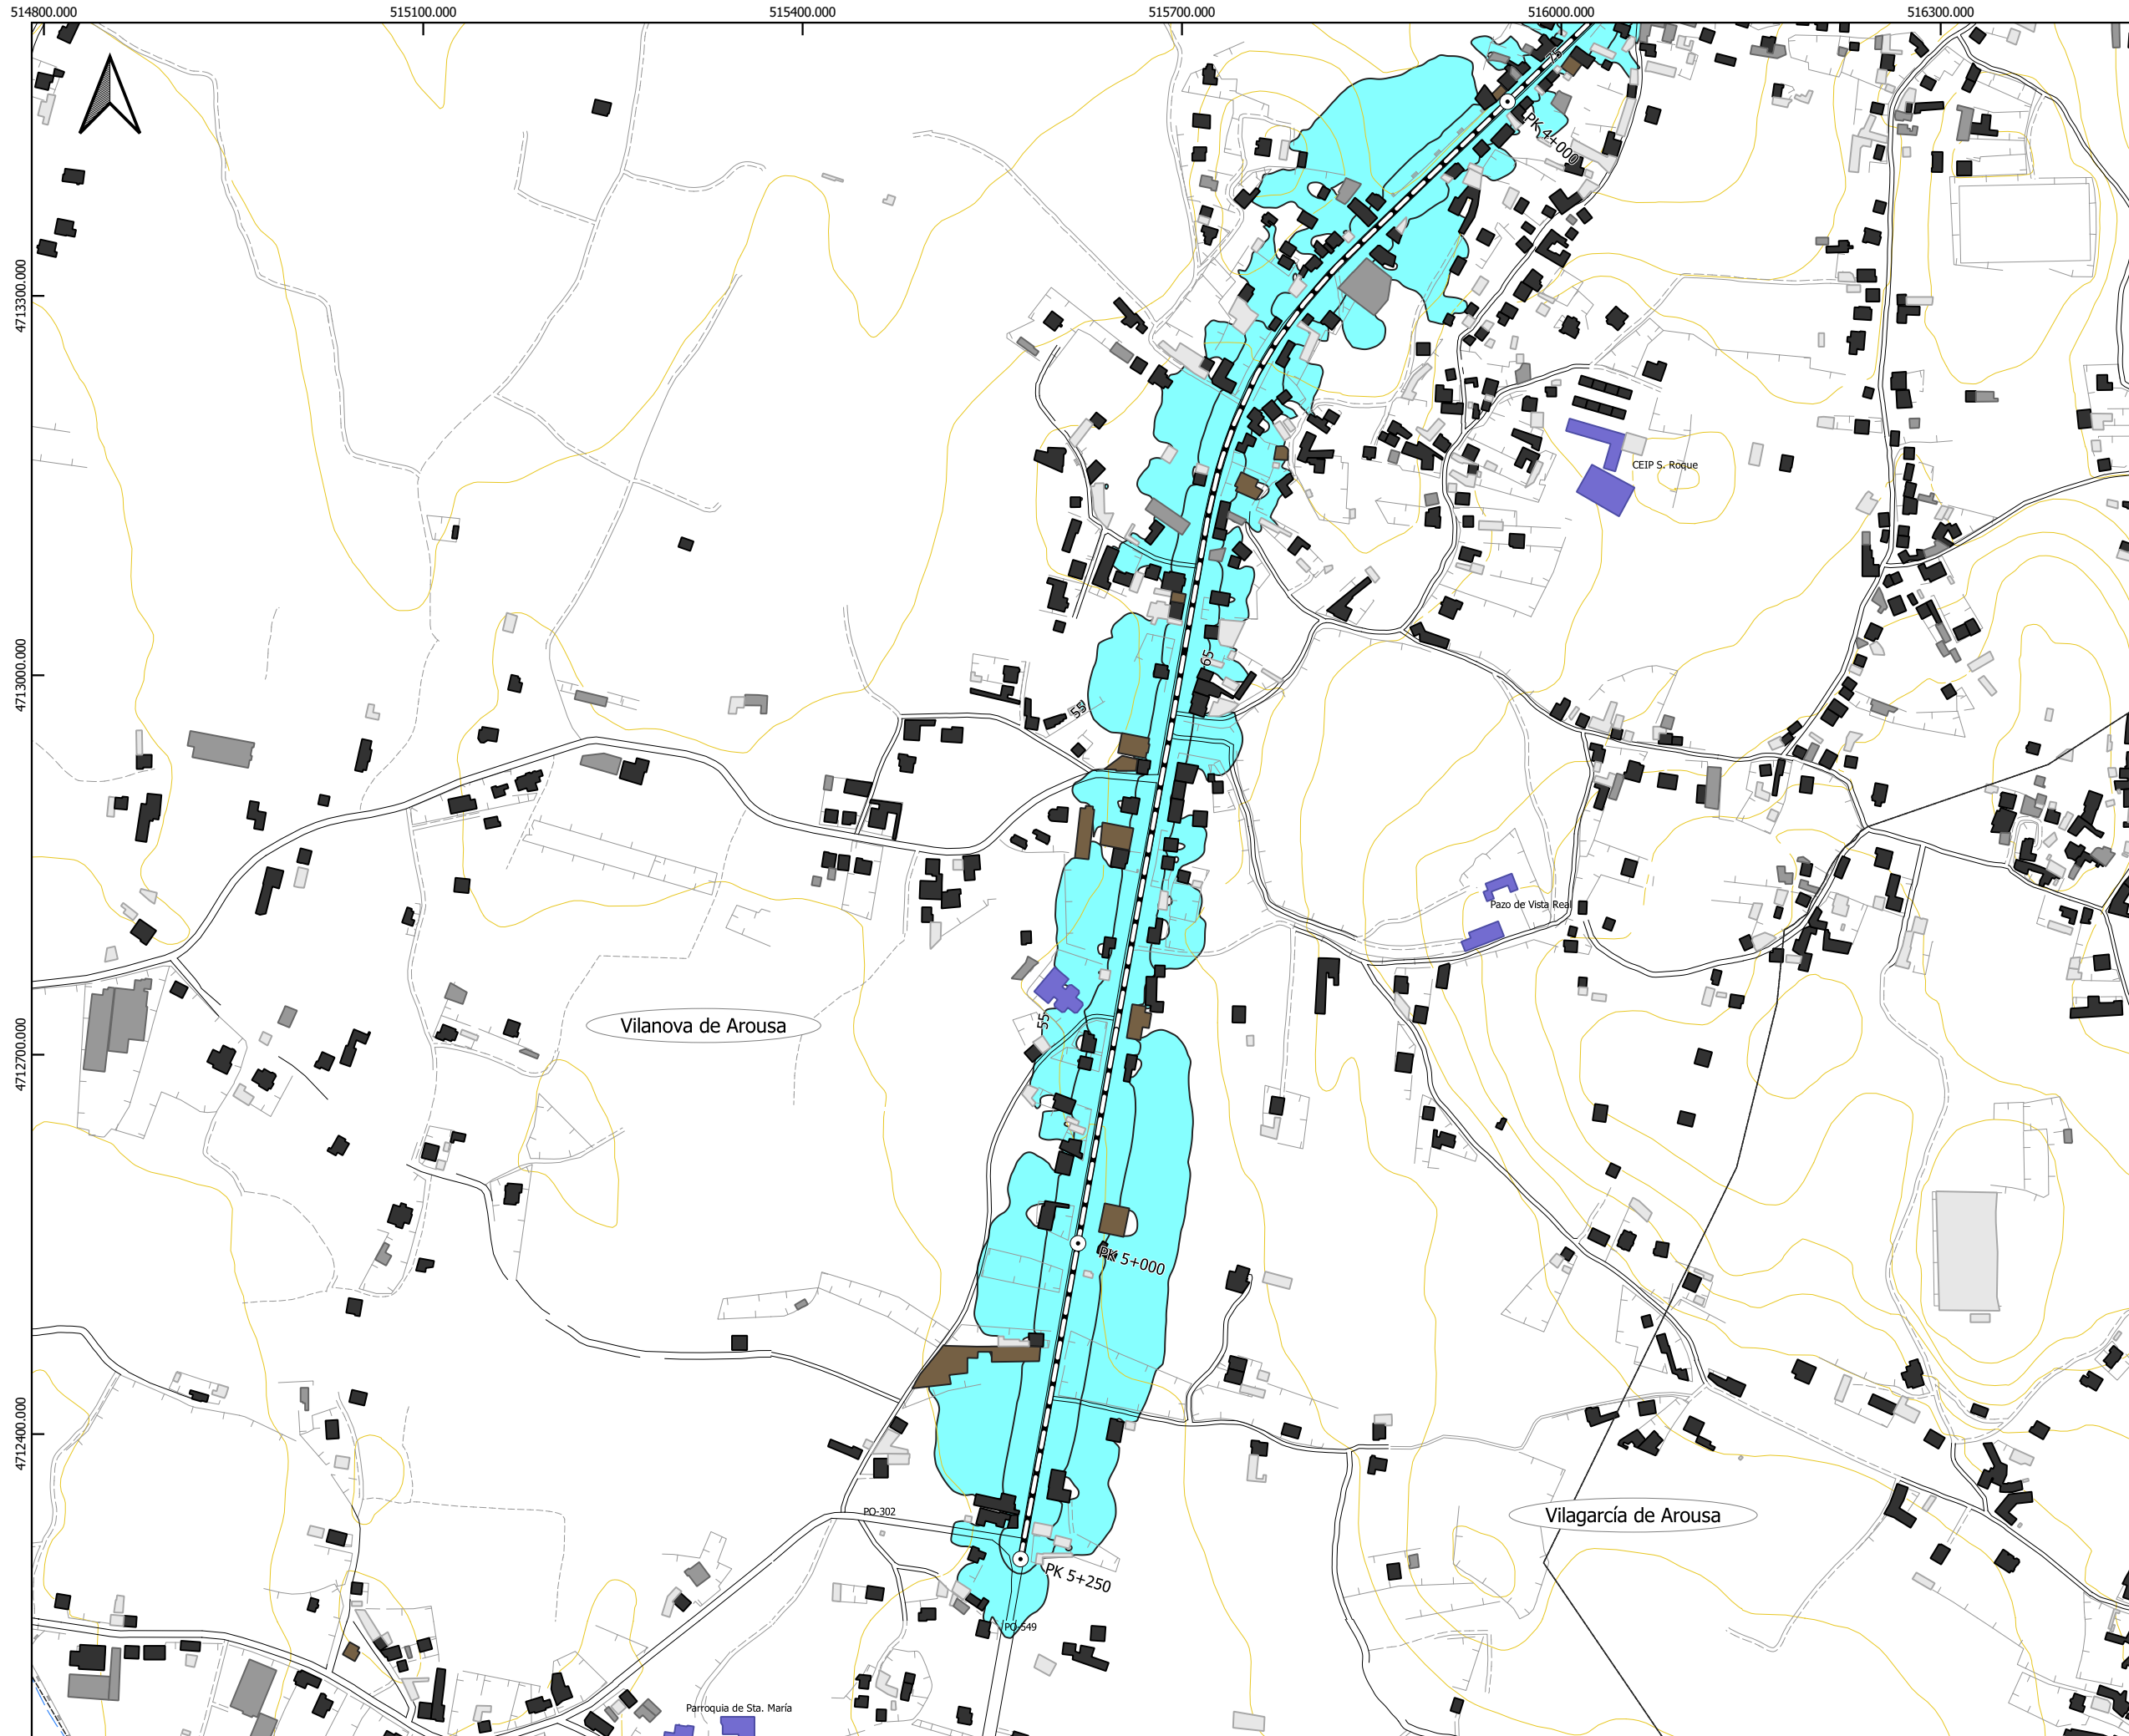 514800.000
515100.000
515400.000
515700.000
516000.000
516300.000
4713300.000
4713000.000
4712700.000
4712400.000
75
PK 4+000
CEIP S. Roque
65
55
Pazo de Vista Real
Vilanova de Arousa
55
PK 5+000
PO-302
Vilagarcía de Arousa
PK 5+250
PO-549
Parroquia de Sta. María